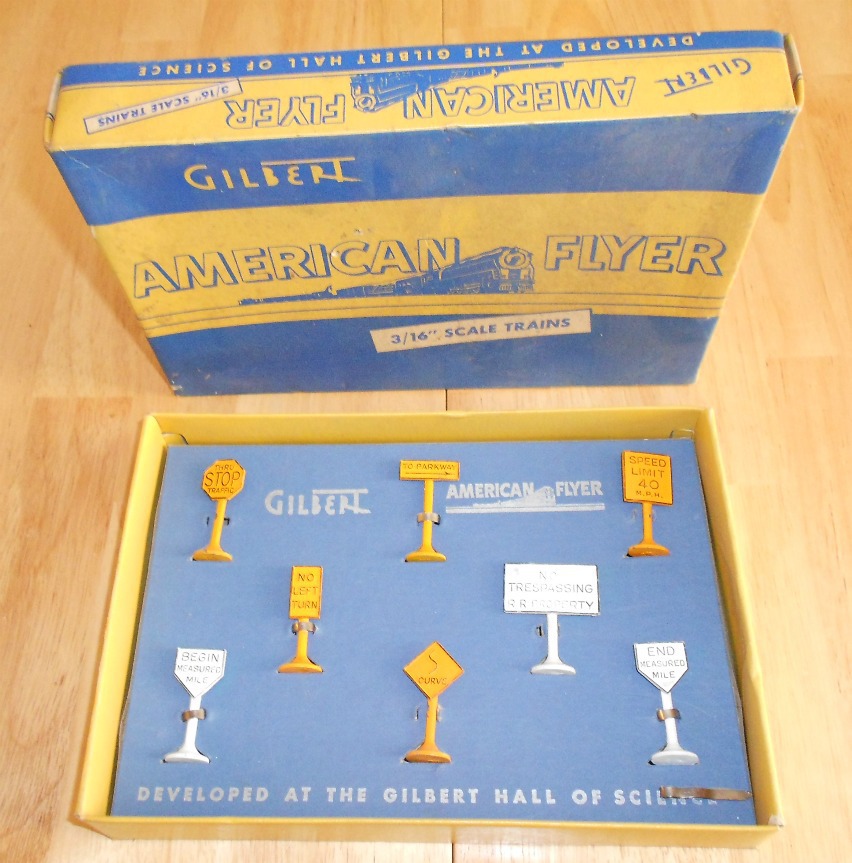 DEVELOPED AT THE GILBERT HALL OF SCIENCE
GILBERT
AMERICAN FLYER
3/16" SCALE TRAINS
GILBERT
AMERICAN FLYER
3/16" SCALE TRAINS
THRU
STOP
TRAFFIC
TO PARKWAY
SPEED
LIMIT
40
M.P.H.
GILBERT
AMERICAN FLYER
NO
LEFT
TURN
NO
TRESPASSING
R.R. PROPERTY
BEGIN
MEASURED
MILE
CURVE
END
MEASURED
MILE
DEVELOPED AT THE GILBERT HALL OF SCIENCE